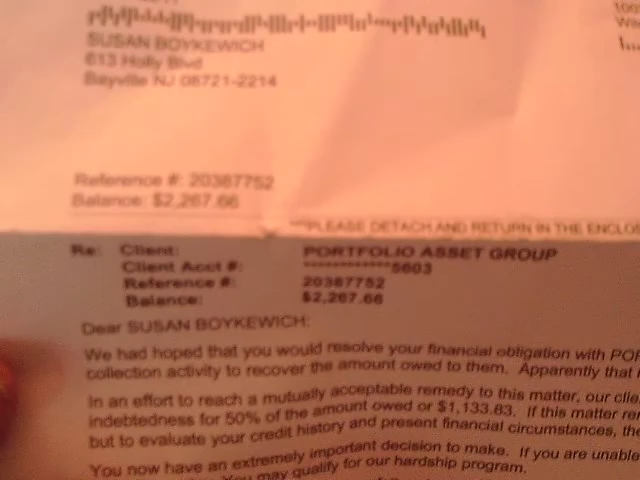 100
SUSAN BOYKEWICH
613 Holly Blvd
Bayville NJ 08721-2214
Reference #: 20387752
Balance: $2,267.66
***PLEASE DETACH AND RETURN IN THE ENCLO
Re: Client: PORTFOLIO ASSET GROUP
Client Acct #: ************5603
Reference #: 20387752
Balance: $2,267.66
Dear SUSAN BOYKEWICH:
We had hoped that you would resolve your financial obligation with POR
collection activity to recover the amount owed to them. Apparently that
In an effort to reach a mutually acceptable remedy to this matter, our clie
indebtedness for 50% of the amount owed or $1,133.83. If this matter re
but to evaluate your credit history and present financial circumstances, the
You now have an extremely important decision to make. If you are unable
You may qualify for our hardship program.